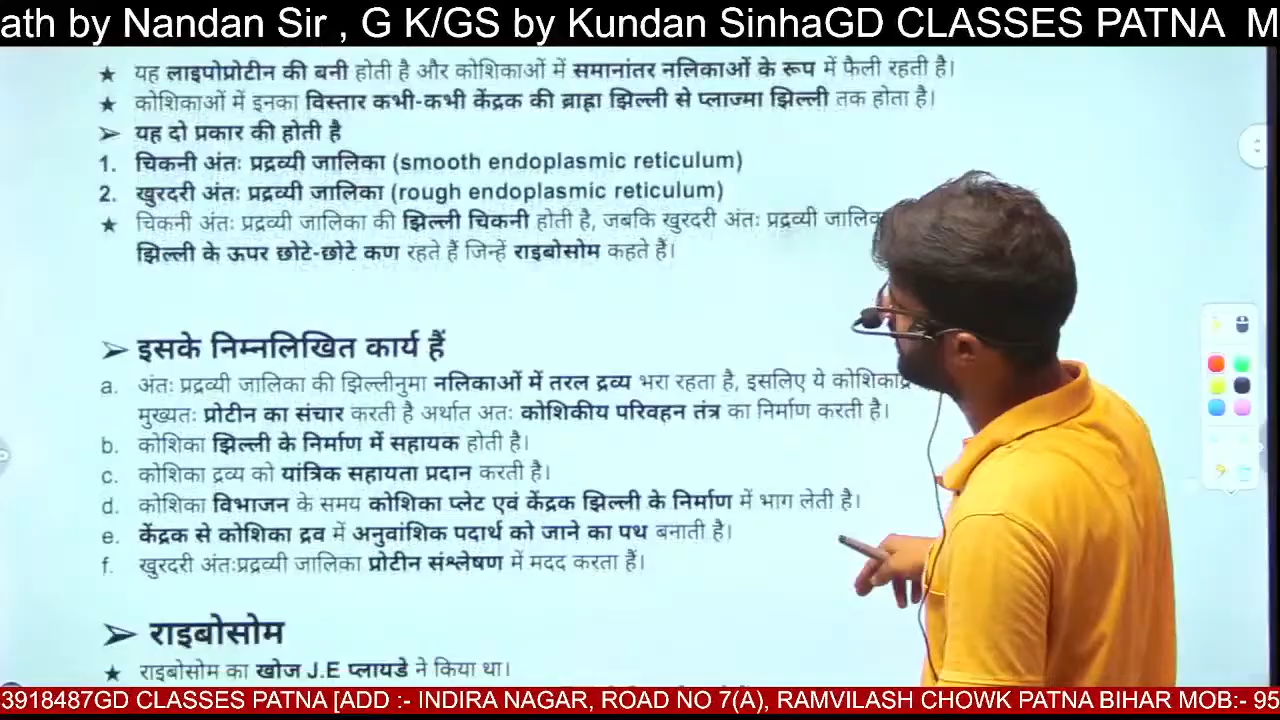 ath by Nandan Sir , G K/GS by Kundan SinhaGD CLASSES PATNA M
★ यह लाइपोप्रोटीन की बनी होती है और कोशिकाओं में समानांतर नलिकाओं के रूप में फैली रहती है।
★ कोशिकाओं में इनका विस्तार कभी-कभी केंद्रक की ब्राह्रा झिल्ली से प्लाज्मा झिल्ली तक होता है।
➢ यह दो प्रकार की होती है
1. चिकनी अंतः प्रद्रव्यी जालिका (smooth endoplasmic reticulum)
2. खुरदरी अंतः प्रद्रव्यी जालिका (rough endoplasmic reticulum)
★ चिकनी अंतः प्रद्रव्यी जालिका की झिल्ली चिकनी होती है, जबकि खुरदरी अंतः प्रद्रव्यी
झिल्ली के ऊपर छोटे-छोटे कण रहते हैं जिन्हें राइबोसोम कहते हैं।
➢ इसके निम्नलिखित कार्य हैं
a. अंतः प्रद्रव्यी जालिका की झिल्लीनुमा नलिकाओं में तरल द्रव्य भरा रहता है, इसलिए ये
मुख्यतः प्रोटीन का संचार करती है अर्थात अतः कोशिकीय परिवहन तंत्र का निर्माण करती है।
b. कोशिका झिल्ली के निर्माण में सहायक होती है।
c. कोशिका द्रव्य को यांत्रिक सहायता प्रदान करती है।
d. कोशिका विभाजन के समय कोशिका प्लेट एवं केंद्रक झिल्ली के निर्माण में भाग लेती है।
e. केंद्रक से कोशिका द्रव में अनुवांशिक पदार्थ को जाने का पथ बनाती है।
f. खुरदरी अंतःप्रद्रव्यी जालिका प्रोटीन संश्लेषण में मदद करता हैं।
➢ राइबोसोम
★ राइबोसोम का खोज J.E प्लायडे ने किया था।
3918487GD CLASSES PATNA [ADD :- INDIRA NAGAR, ROAD NO 7(A), RAMVILASH CHOWK PATNA BIHAR MOB:- 95